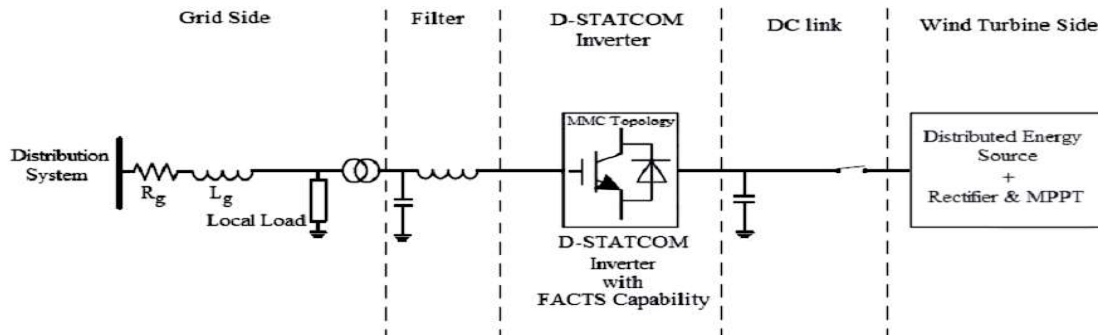 Grid Side
Filter
D-STATCOM
Inverter
DC link
Wind Turbine Side
Distribution
System
Rg
Lg
Local Load
MMC Topology
D-STATCOM
Inverter
with
FACTS Capability
Distributed Energy
Source
+
Rectifier & MPPT